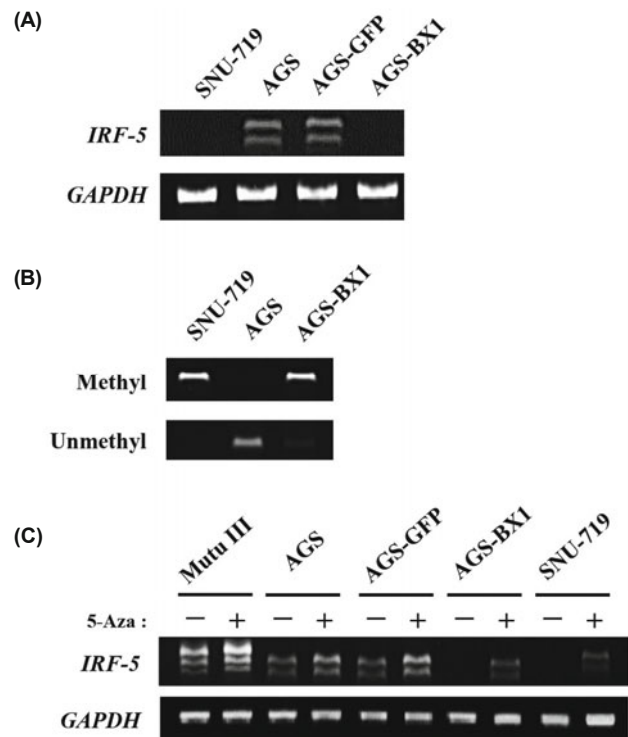 (A)
SNU-719 AGS AGS-GFP AGS-BX1
IRF-5
GAPDH
(B)
SNU-719 AGS AGS-BX1
Methyl
Unmethyl
(C)
Mutu III AGS AGS-GFP AGS-BX1 SNU-719
5-Aza : − + − + − + − + − +
IRF-5
GAPDH